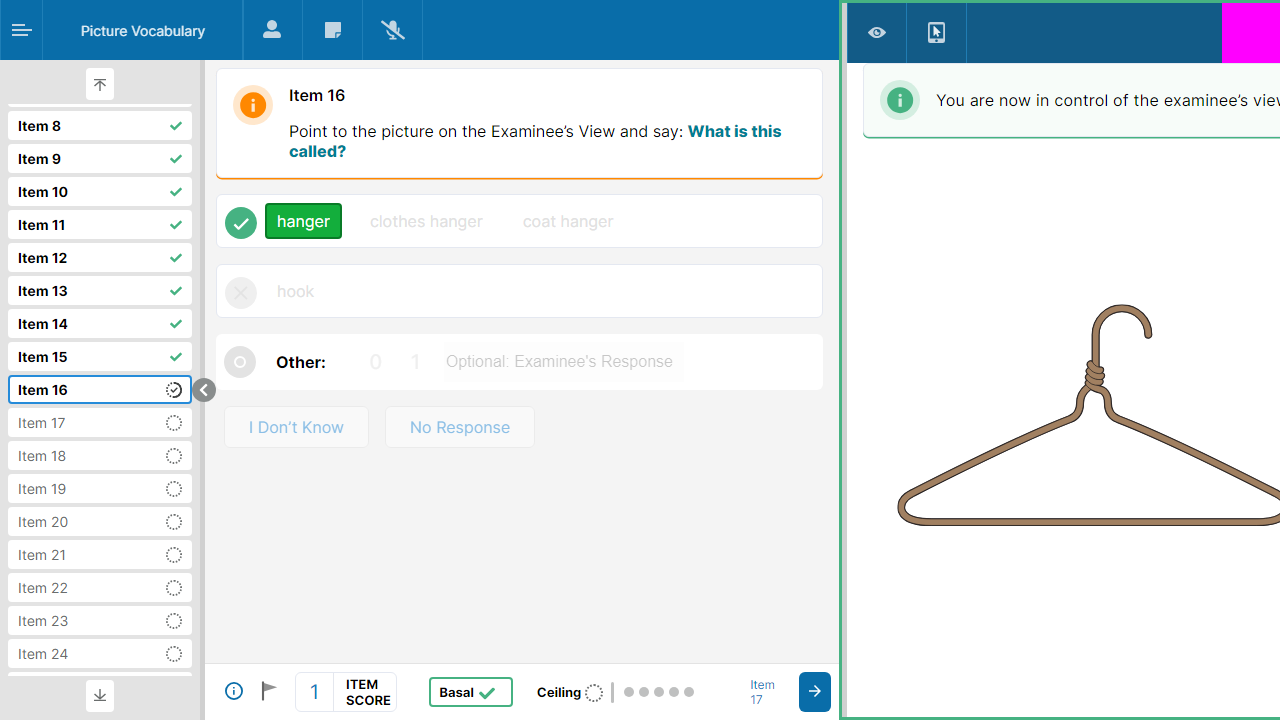 Picture Vocabulary
Item 8
Item 9
Item 10
Item 11
Item 12
Item 13
Item 14
Item 15
Item 16
Item 17
Item 18
Item 19
Item 20
Item 21
Item 22
Item 23
Item 24
Item 16
Point to the picture on the Examinee’s View and say: What is this
called?
hanger clothes hanger coat hanger
hook
Other: 0 1 Optional: Examinee's Response
I Don’t Know No Response
1 ITEM
SCORE
Basal
Ceiling
Item
17
You are now in control of the examinee’s